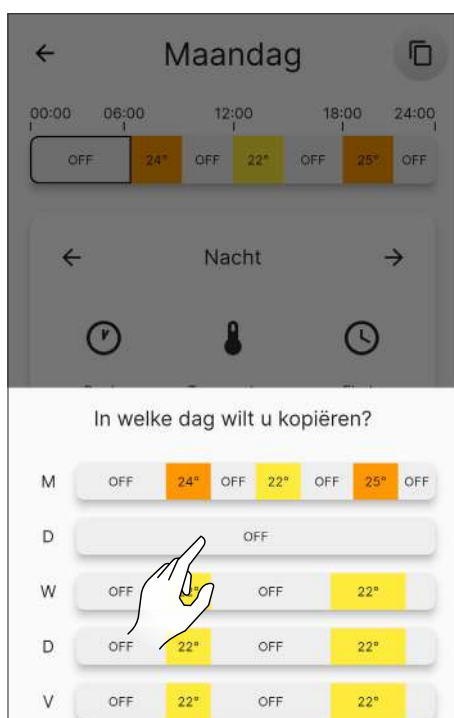 Maandag
00:00 06:00 12:00 18:00 24:00
OFF 24° OFF 22° OFF 25° OFF
Nacht
In welke dag wilt u kopiëren?
M OFF 24° OFF 22° OFF 25° OFF
D OFF
W OFF OFF 22°
D OFF 22° OFF 22°
V OFF 22° OFF 22°